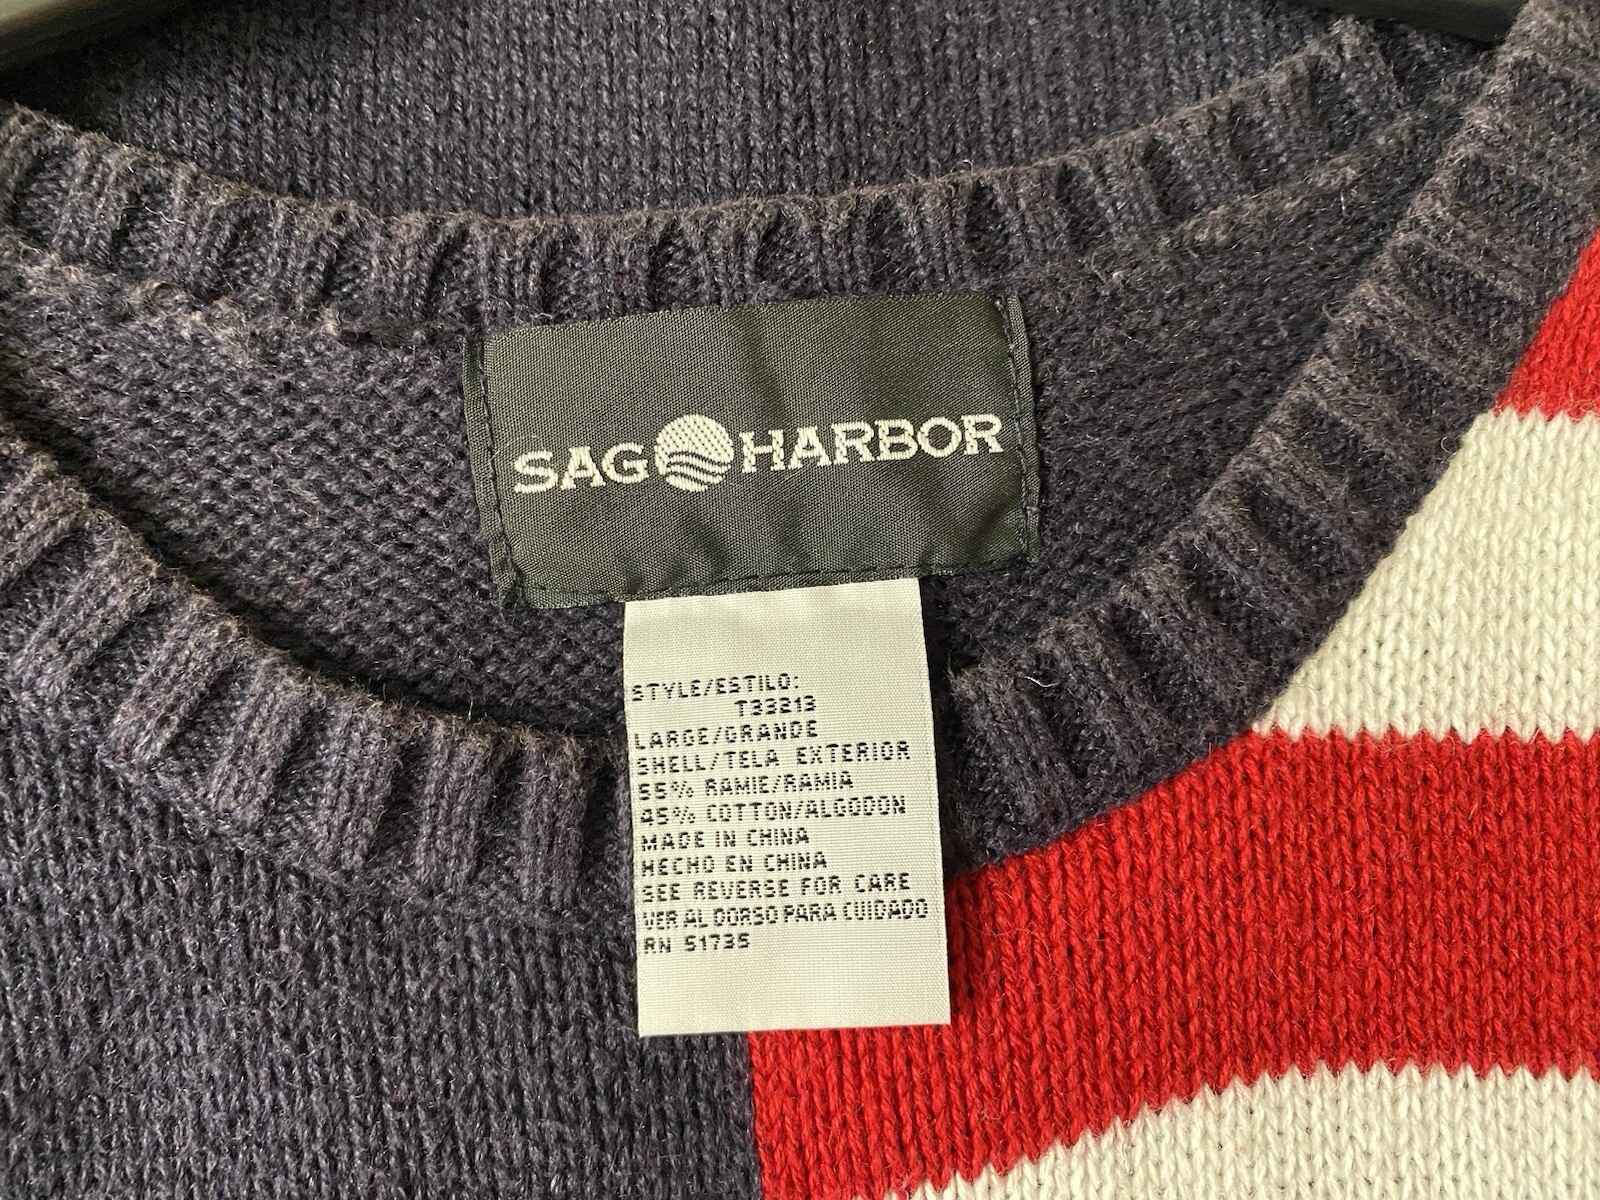 SAG HARBOR
STYLE/ESTILO:
T33213
LARGE/GRANDE
SHELL/TELA EXTERIOR
55% RAMIE/RAMIA
45% COTTON/ALGODON
MADE IN CHINA
HECHO EN CHINA
SEE REVERSE FOR CARE
VER AL DORSO PARA CUIDADO
RN 51735